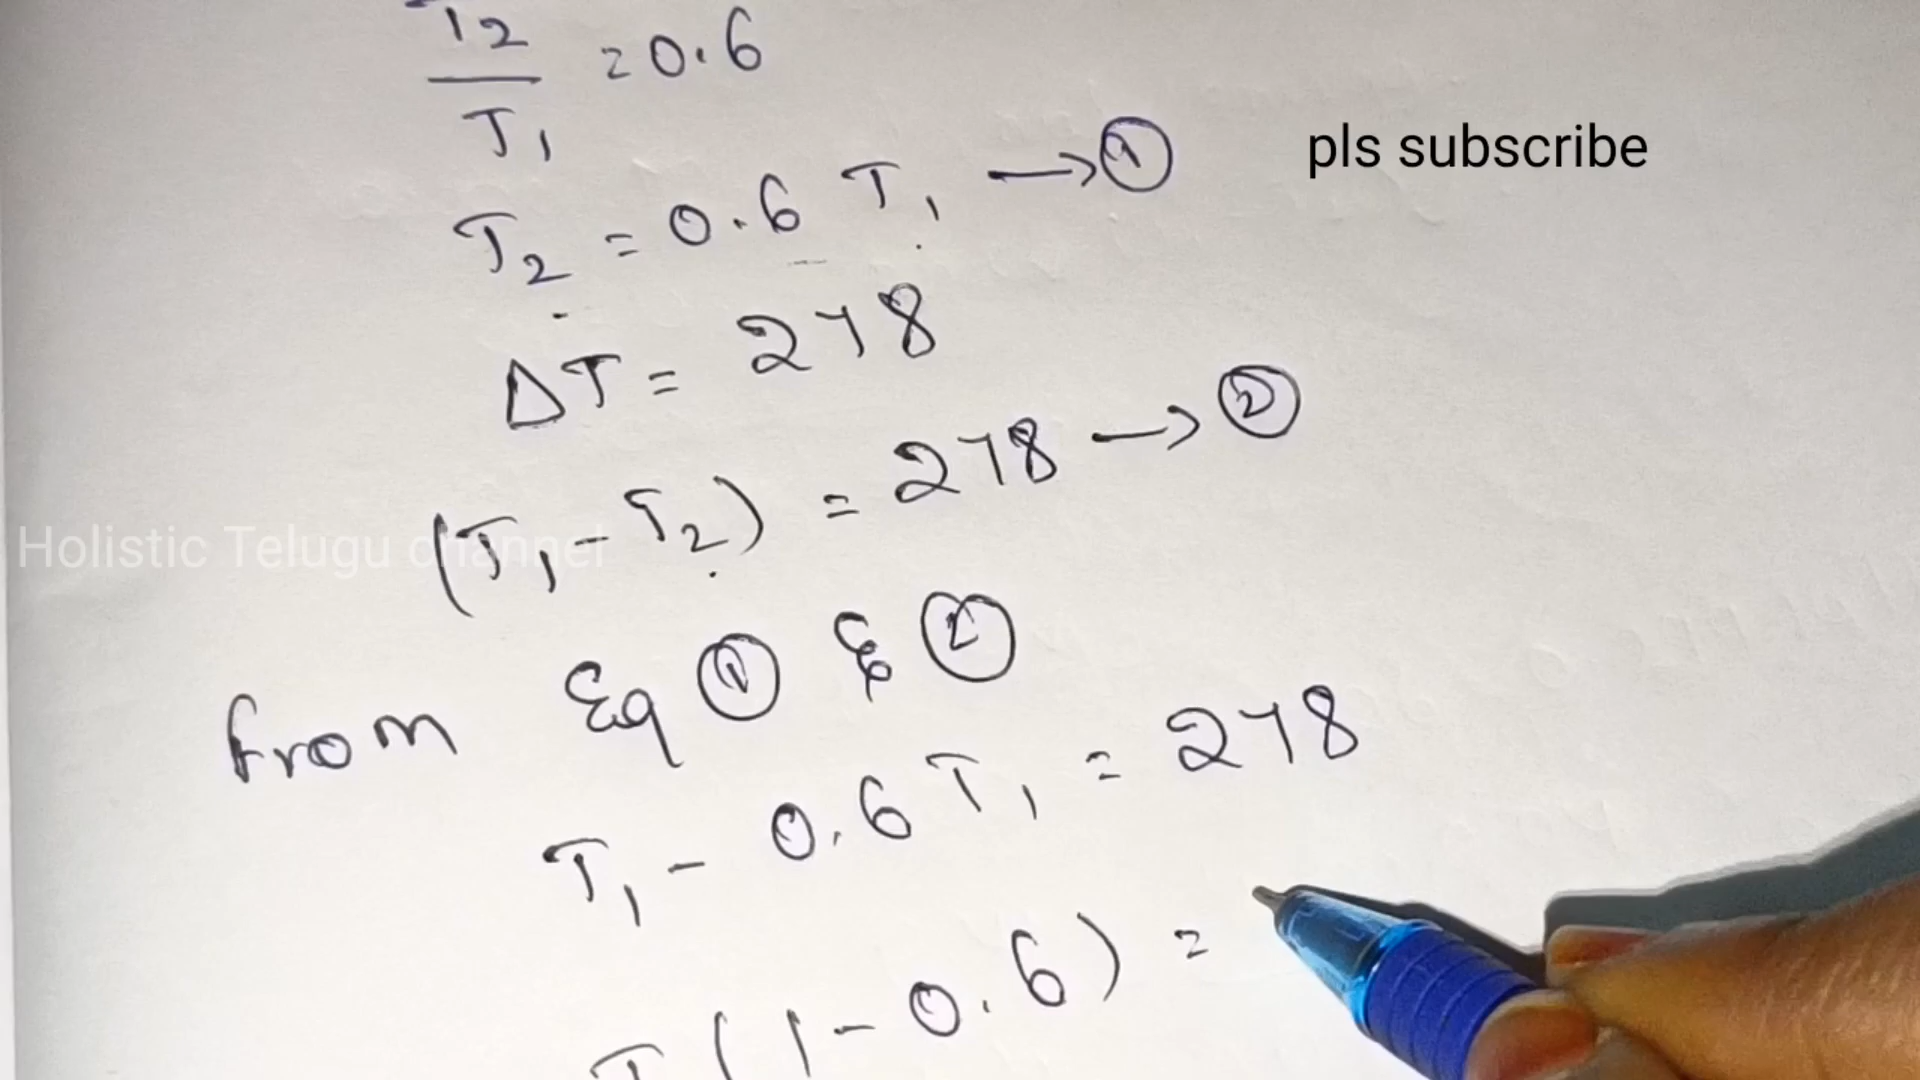 T2
/ T1 = 0.6
T2 = 0.6 T1 → ①
pls subscribe
ΔT = 278
(T1 - T2) = 278 → ②
Holistic Telugu channel
from Eq ① & ②
T1 - 0.6 T1 = 278
T (1 - 0.6) =